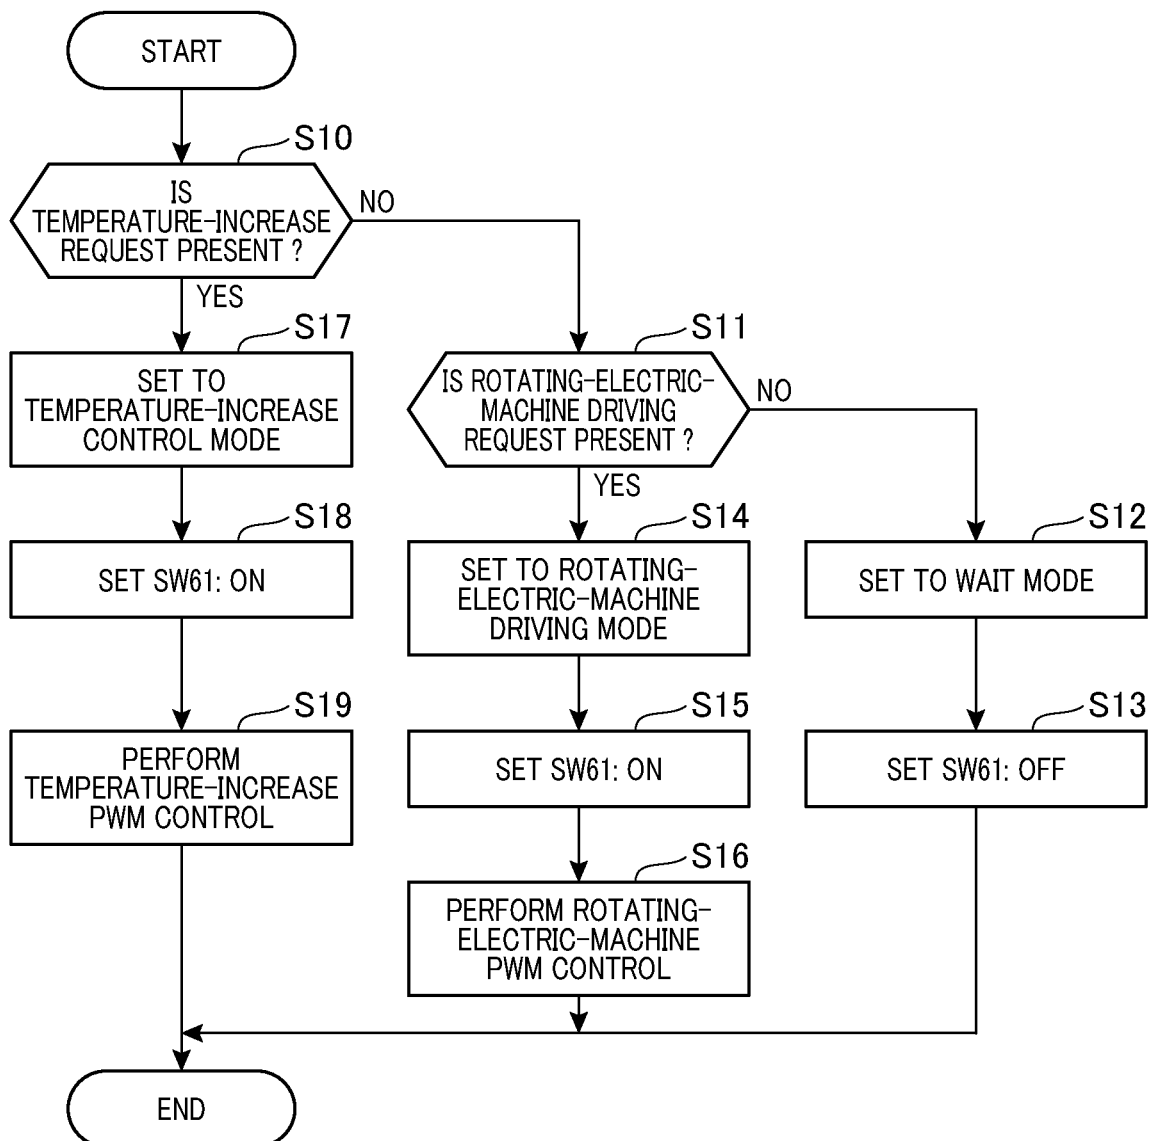 START
S10
IS
TEMPERATURE-INCREASE
REQUEST PRESENT ?
NO
YES
S17
SET TO
TEMPERATURE-INCREASE
CONTROL MODE
S11
IS ROTATING-ELECTRIC-
MACHINE DRIVING
REQUEST PRESENT ?
NO
YES
S18
SET SW61: ON
S14
SET TO ROTATING-
ELECTRIC-MACHINE
DRIVING MODE
S12
SET TO WAIT MODE
S19
PERFORM
TEMPERATURE-INCREASE
PWM CONTROL
S15
SET SW61: ON
S13
SET SW61: OFF
S16
PERFORM ROTATING-
ELECTRIC-MACHINE
PWM CONTROL
END